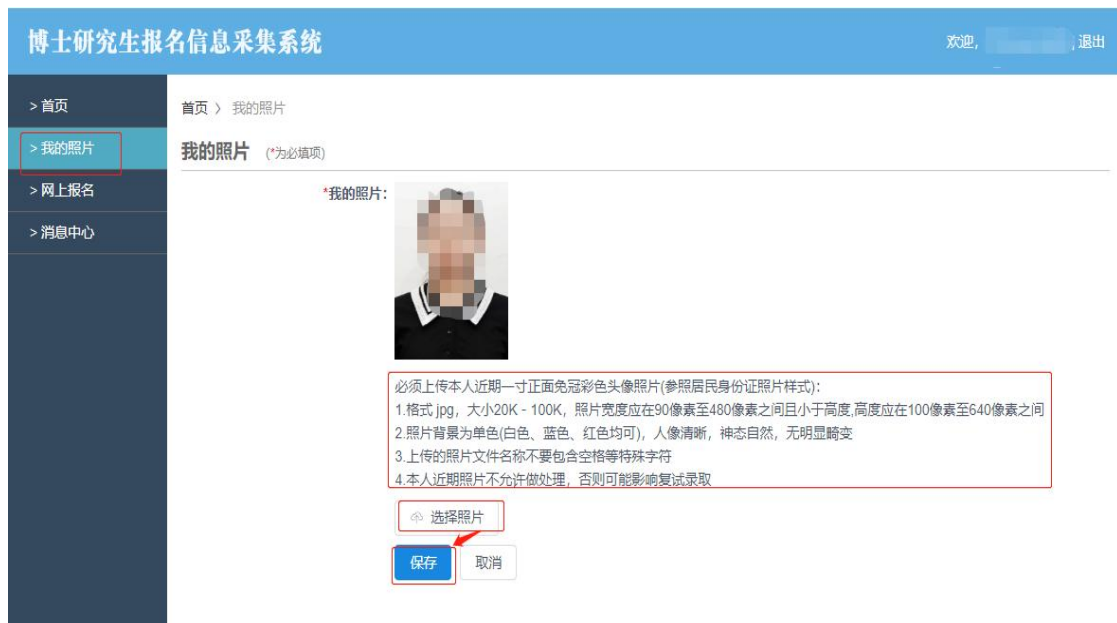 博士研究生报名信息采集系统
欢迎,
退出
> 首页
> 我的照片
> 网上报名
> 消息中心
首页 〉 我的照片
我的照片 (*为必填项)
*我的照片:
必须上传本人近期一寸正面免冠彩色头像照片(参照居民身份证照片样式):
1.格式 jpg，大小20K - 100K，照片宽度应在90像素至480像素之间且小于高度,高度应在100像素至640像素之间
2.照片背景为单色(白色、蓝色、红色均可)，人像清晰，神态自然，无明显畸变
3.上传的照片文件名称不要包含空格等特殊字符
4.本人近期照片不允许做处理，否则可能影响复试录取
选择照片
保存 取消